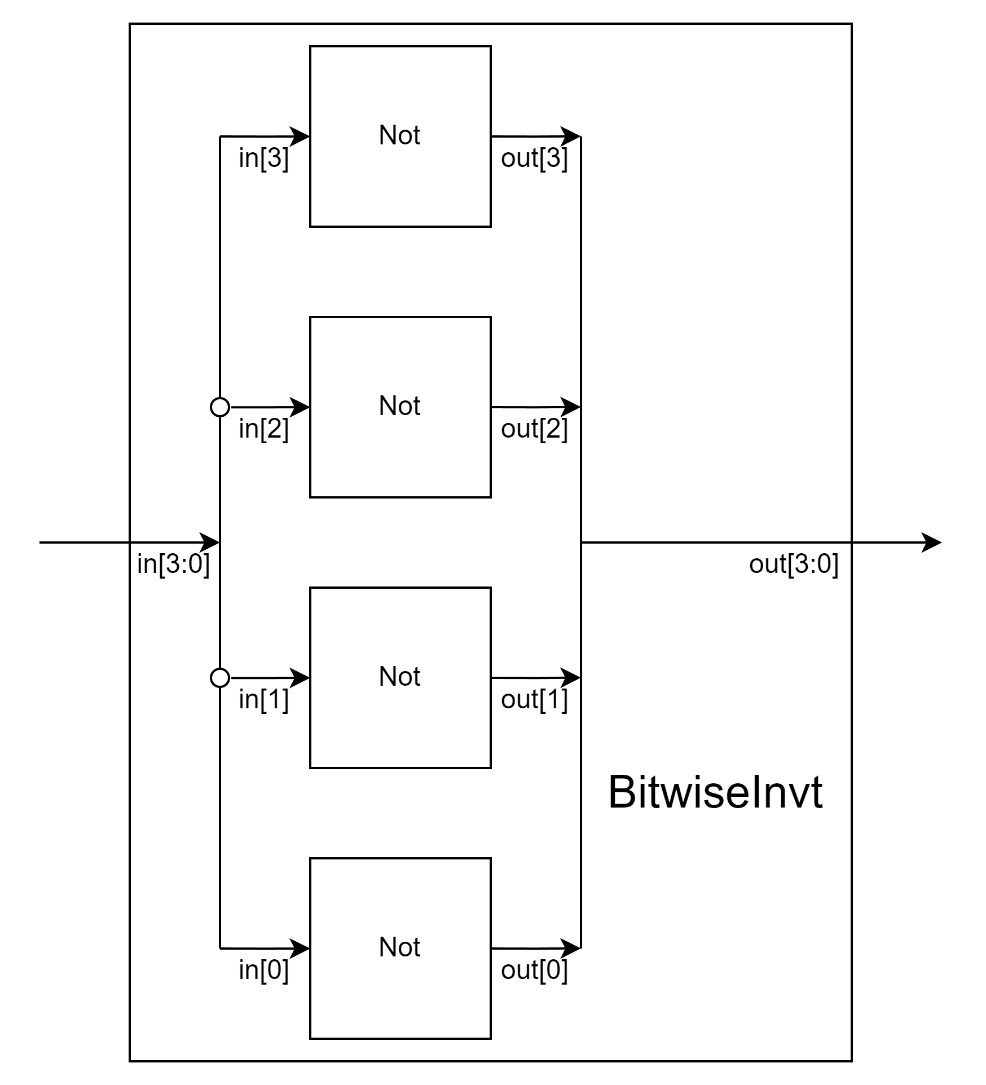 Not
in[3]
out[3]
Not
in[2]
out[2]
in[3:0]
out[3:0]
Not
in[1]
out[1]
BitwiseInvt
Not
in[0]
out[0]